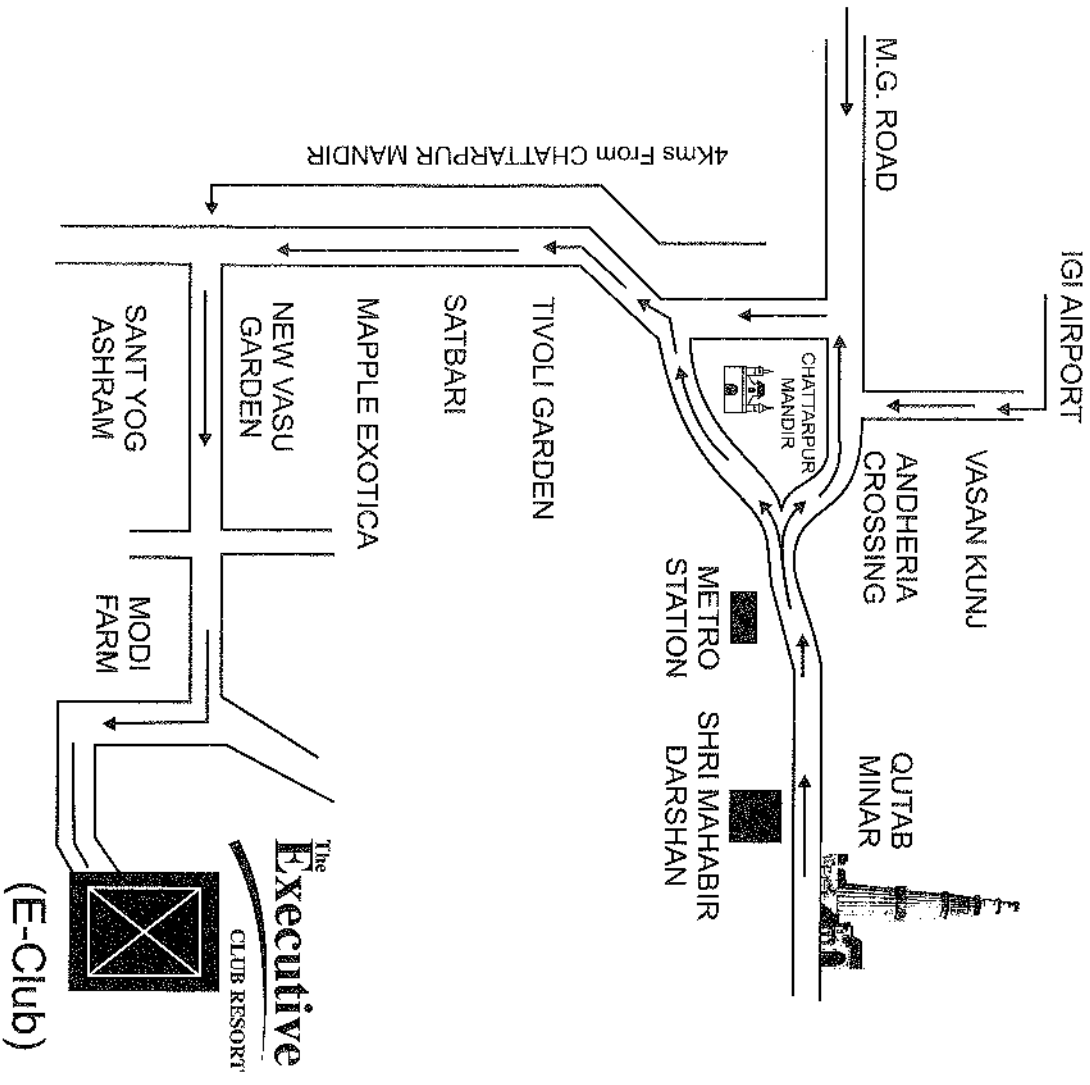 IGI AIRPORT
M.G. ROAD
VASAN KUNJ
ANDHERIA
CROSSING
QUTAB
MINAR
CHATTARPUR
MANDIR
METRO
STATION
SHRI MAHABIR
DARSHAN
4Kms From CHATTARPUR MANDIR
TIVOLI GARDEN
SATBARI
MAPPLE EXOTICA
NEW VASU
GARDEN
SANT YOG
ASHRAM
MODI
FARM
The
Executive
CLUB RESORT
(E-Club)